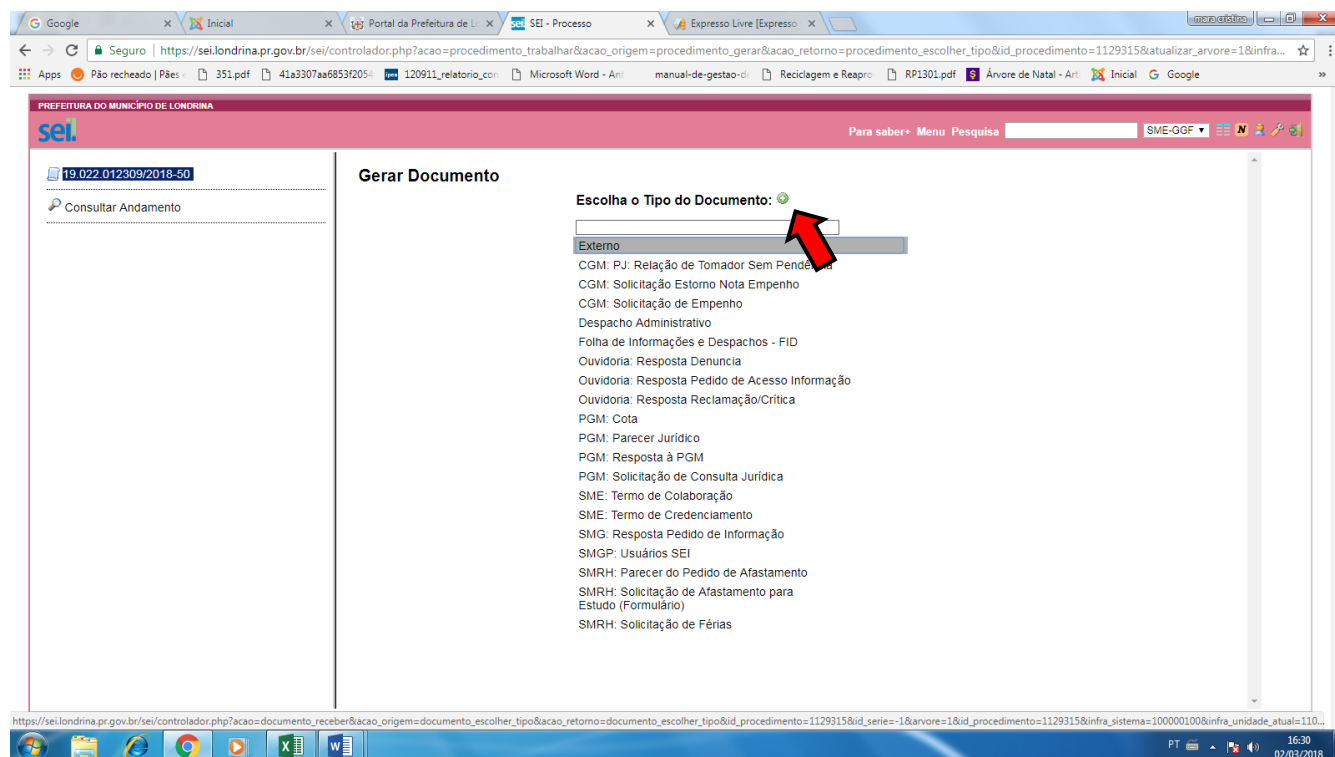 Google
Inicial
Portal da Prefeitura de Lo
sei SEI - Processo
Expresso Livre [Expresso
mara cristina
Seguro | https://sei.londrina.pr.gov.br/sei/controlador.php?acao=procedimento_trabalhar&acao_origem=procedimento_gerar&acao_retorno=procedimento_escolher_tipo&id_procedimento=1129315&atualizar_arvore=1&infra...
Apps Pão recheado | Pães e 351.pdf 41a3307aa6853f2054 120911_relatorio_con Microsoft Word - Ant manual-de-gestao-d Reciclagem e Reapro RP1301.pdf Árvore de Natal - Art Inicial Google »
PREFEITURA DO MUNICÍPIO DE LONDRINA
sei.
Para saber+ Menu Pesquisa SME-GGF N
19.022.012309/2018-50
Consultar Andamento
Gerar Documento
Escolha o Tipo do Documento:
Externo
CGM: PJ: Relação de Tomador Sem Pendência
CGM: Solicitação Estorno Nota Empenho
CGM: Solicitação de Empenho
Despacho Administrativo
Folha de Informações e Despachos - FID
Ouvidoria: Resposta Denuncia
Ouvidoria: Resposta Pedido de Acesso Informação
Ouvidoria: Resposta Reclamação/Crítica
PGM: Cota
PGM: Parecer Jurídico
PGM: Resposta à PGM
PGM: Solicitação de Consulta Jurídica
SME: Termo de Colaboração
SME: Termo de Credenciamento
SMG: Resposta Pedido de Informação
SMGP: Usuários SEI
SMRH: Parecer do Pedido de Afastamento
SMRH: Solicitação de Afastamento para
Estudo (Formulário)
SMRH: Solicitação de Férias
https://sei.londrina.pr.gov.br/sei/controlador.php?acao=documento_receber&acao_origem=documento_escolher_tipo&acao_retorno=documento_escolher_tipo&id_procedimento=1129315&id_serie=-1&arvore=1&id_procedimento=1129315&infra_sistema=100000100&infra_unidade_atual=110...
PT
16:30
02/03/2018